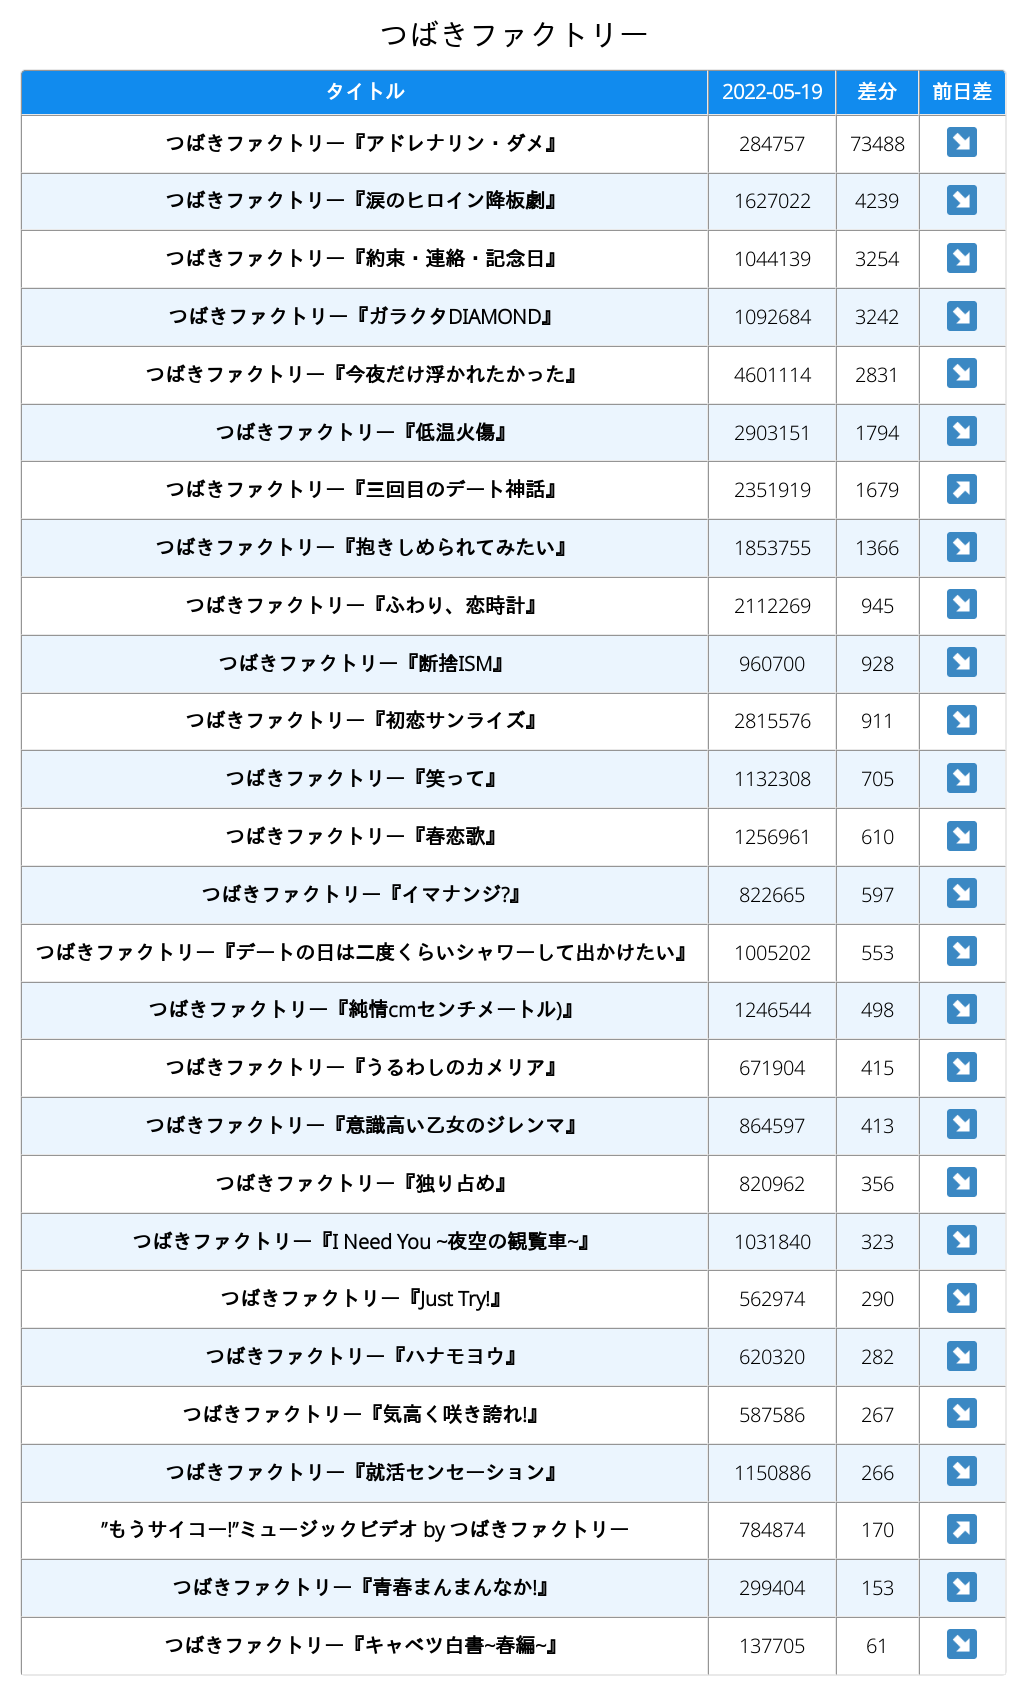 つばきファクトリー
タイトル 2022-05-19 差分 前日差
つばきファクトリー『アドレナリン・ダメ』 284757 73488 ↘
つばきファクトリー『涙のヒロイン降板劇』 1627022 4239 ↘
つばきファクトリー『約束・連絡・記念日』 1044139 3254 ↘
つばきファクトリー『ガラクタDIAMOND』 1092684 3242 ↘
つばきファクトリー『今夜だけ浮かれたかった』 4601114 2831 ↘
つばきファクトリー『低温火傷』 2903151 1794 ↘
つばきファクトリー『三回目のデート神話』 2351919 1679 ↗
つばきファクトリー『抱きしめられてみたい』 1853755 1366 ↘
つばきファクトリー『ふわり、恋時計』 2112269 945 ↘
つばきファクトリー『断捨ISM』 960700 928 ↘
つばきファクトリー『初恋サンライズ』 2815576 911 ↘
つばきファクトリー『笑って』 1132308 705 ↘
つばきファクトリー『春恋歌』 1256961 610 ↘
つばきファクトリー『イマナンジ?』 822665 597 ↘
つばきファクトリー『デートの日は二度くらいシャワーして出かけたい』 1005202 553 ↘
つばきファクトリー『純情cmセンチメートル)』 1246544 498 ↘
つばきファクトリー『うるわしのカメリア』 671904 415 ↘
つばきファクトリー『意識高い乙女のジレンマ』 864597 413 ↘
つばきファクトリー『独り占め』 820962 356 ↘
つばきファクトリー『I Need You ~夜空の観覧車~』 1031840 323 ↘
つばきファクトリー『Just Try!』 562974 290 ↘
つばきファクトリー『ハナモヨウ』 620320 282 ↘
つばきファクトリー『気高く咲き誇れ!』 587586 267 ↘
つばきファクトリー『就活センセーション』 1150886 266 ↘
”もうサイコー!”ミュージックビデオ by つばきファクトリー 784874 170 ↗
つばきファクトリー『青春まんまんなか!』 299404 153 ↘
つばきファクトリー『キャベツ白書~春編~』 137705 61 ↘